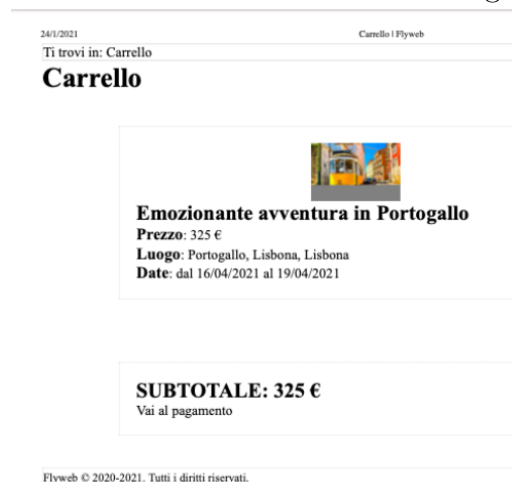 24/1/2021 Carrello | Flyweb
Ti trovi in: Carrello
Carrello
Emozionante avventura in Portogallo
Prezzo: 325 €
Luogo: Portogallo, Lisbona, Lisbona
Date: dal 16/04/2021 al 19/04/2021
SUBTOTALE: 325 €
Vai al pagamento
Flyweb © 2020-2021. Tutti i diritti riservati.